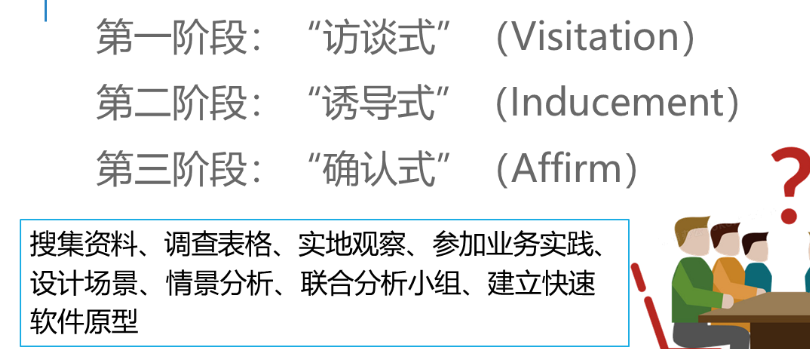 第一阶段：“访谈式”（Visitation）
第二阶段：“诱导式”（Inducement）
第三阶段：“确认式”（Affirm）
搜集资料、调查表格、实地观察、参加业务实践、
设计场景、情景分析、联合分析小组、建立快速
软件原型
?